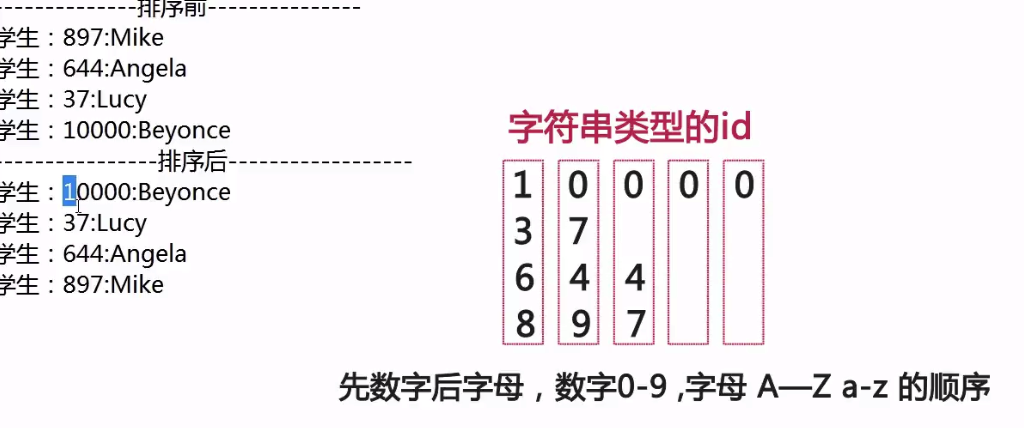 --------------排序前---------------
学生：897:Mike
学生：644:Angela
学生：37:Lucy
学生：10000:Beyonce
----------------排序后------------------
学生：10000:Beyonce
学生：37:Lucy
学生：644:Angela
学生：897:Mike
字符串类型的id
1 0 0 0 0
3 7
6 4 4
8 9 7
先数字后字母，数字0-9 ,字母 A—Z a-z 的顺序